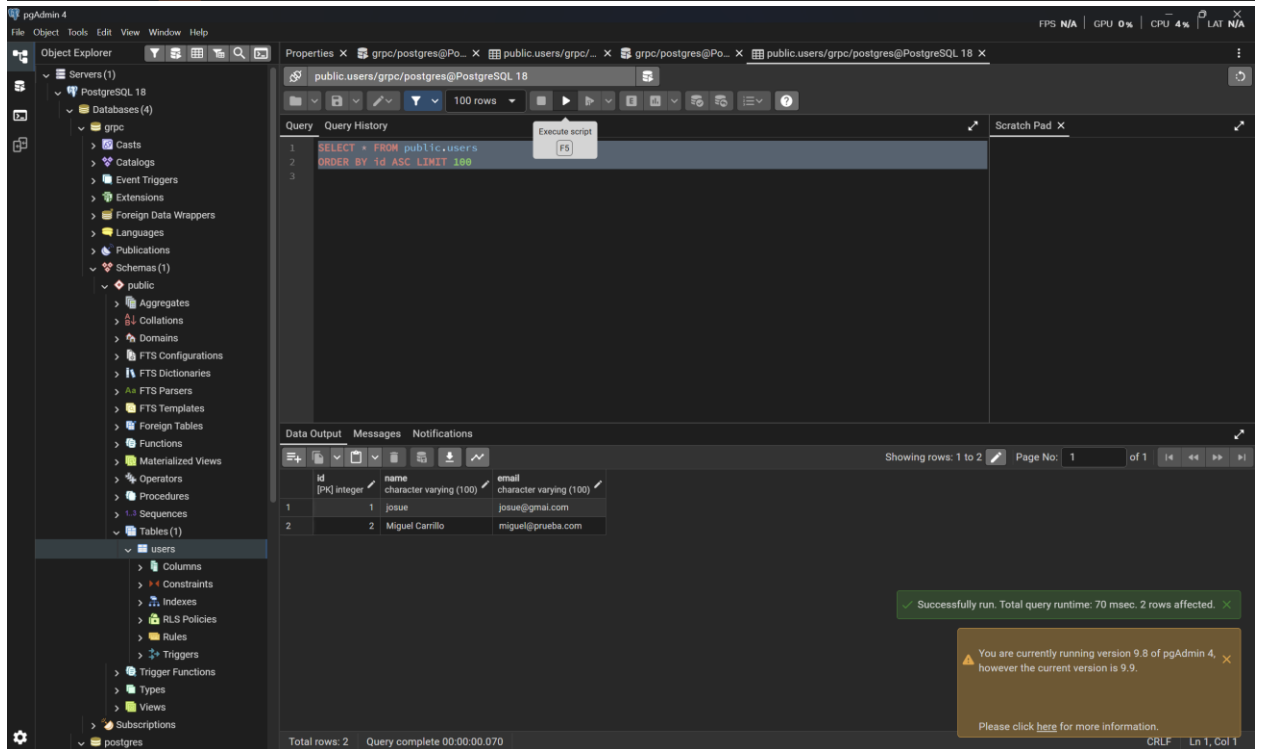 pgAdmin 4
FPS N/A | GPU 0% | CPU 4% | LAT N/A
File Object Tools Edit View Window Help
Object Explorer
Properties
grpc/postgres@Po...
public.users/grpc/...
grpc/postgres@Po...
public.users/grpc/postgres@PostgreSQL 18
Servers (1)
PostgreSQL 18
Databases (4)
grpc
Casts
Catalogs
Event Triggers
Extensions
Foreign Data Wrappers
Languages
Publications
Schemas (1)
public
Aggregates
Collations
Domains
FTS Configurations
FTS Dictionaries
FTS Parsers
FTS Templates
Foreign Tables
Functions
Materialized Views
Operators
Procedures
1..3 Sequences
Tables (1)
users
Columns
Constraints
Indexes
RLS Policies
Rules
Triggers
Trigger Functions
Types
Views
Subscriptions
postgres
public.users/grpc/postgres@PostgreSQL 18
100 rows
Query Query History
Execute script
F5
Scratch Pad
1 SELECT * FROM public.users
2 ORDER BY id ASC LIMIT 100
3
Data Output Messages Notifications
Showing rows: 1 to 2
Page No: 1 of 1
id
[PK] integer
name
character varying (100)
email
character varying (100)
1 1 josue josue@gmai.com
2 2 Miguel Carrillo miguel@prueba.com
Successfully run. Total query runtime: 70 msec. 2 rows affected.
You are currently running version 9.8 of pgAdmin 4,
however the current version is 9.9.
Please click here for more information.
Total rows: 2 Query complete 00:00:00.070
CRLF Ln 1, Col 1